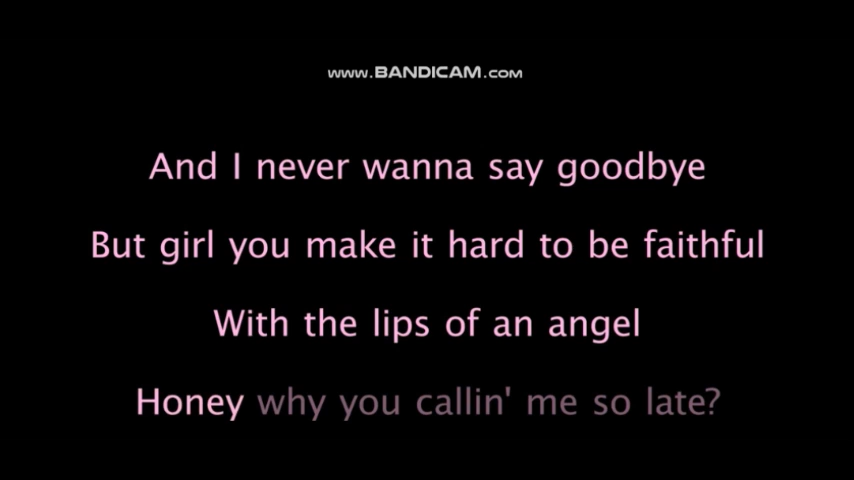 www.BANDICAM.com
And I never wanna say goodbye
But girl you make it hard to be faithful
With the lips of an angel
Honey why you callin' me so late?